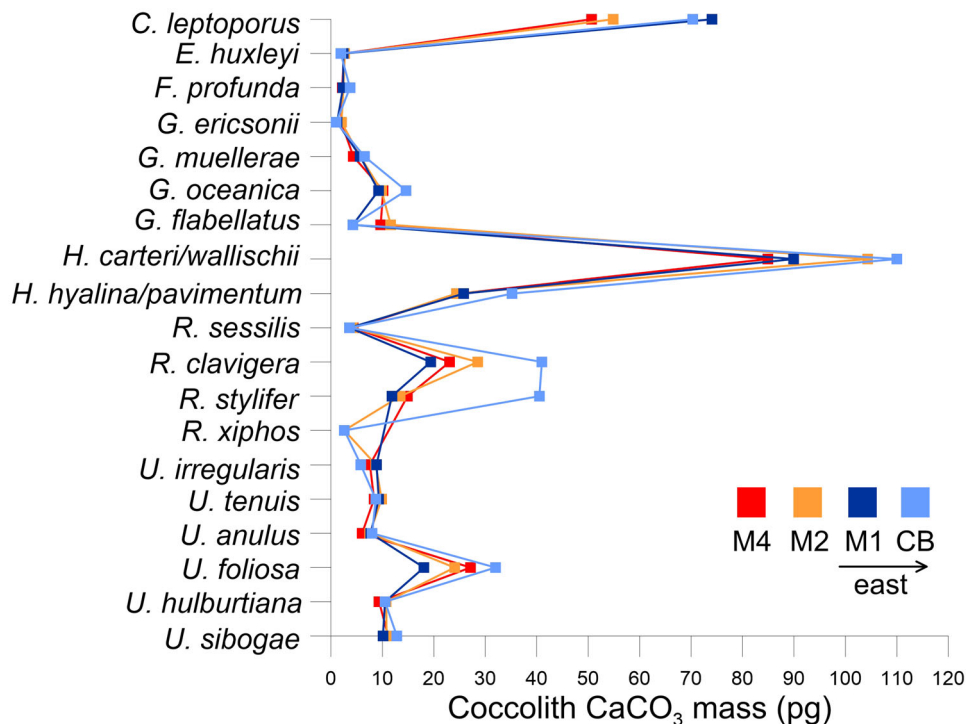 C. leptoporus
E. huxleyi
F. profunda
G. ericsonii
G. muellerae
G. oceanica
G. flabellatus
H. carteri/wallischii
H. hyalina/pavimentum
R. sessilis
R. clavigera
R. stylifer
R. xiphos
U. irregularis
U. tenuis
U. anulus
U. foliosa
U. hulburtiana
U. sibogae
M4 M2 M1 CB
east
0 10 20 30 40 50 60 70 80 90 100 110 120
Coccolith CaCO₃ mass (pg)